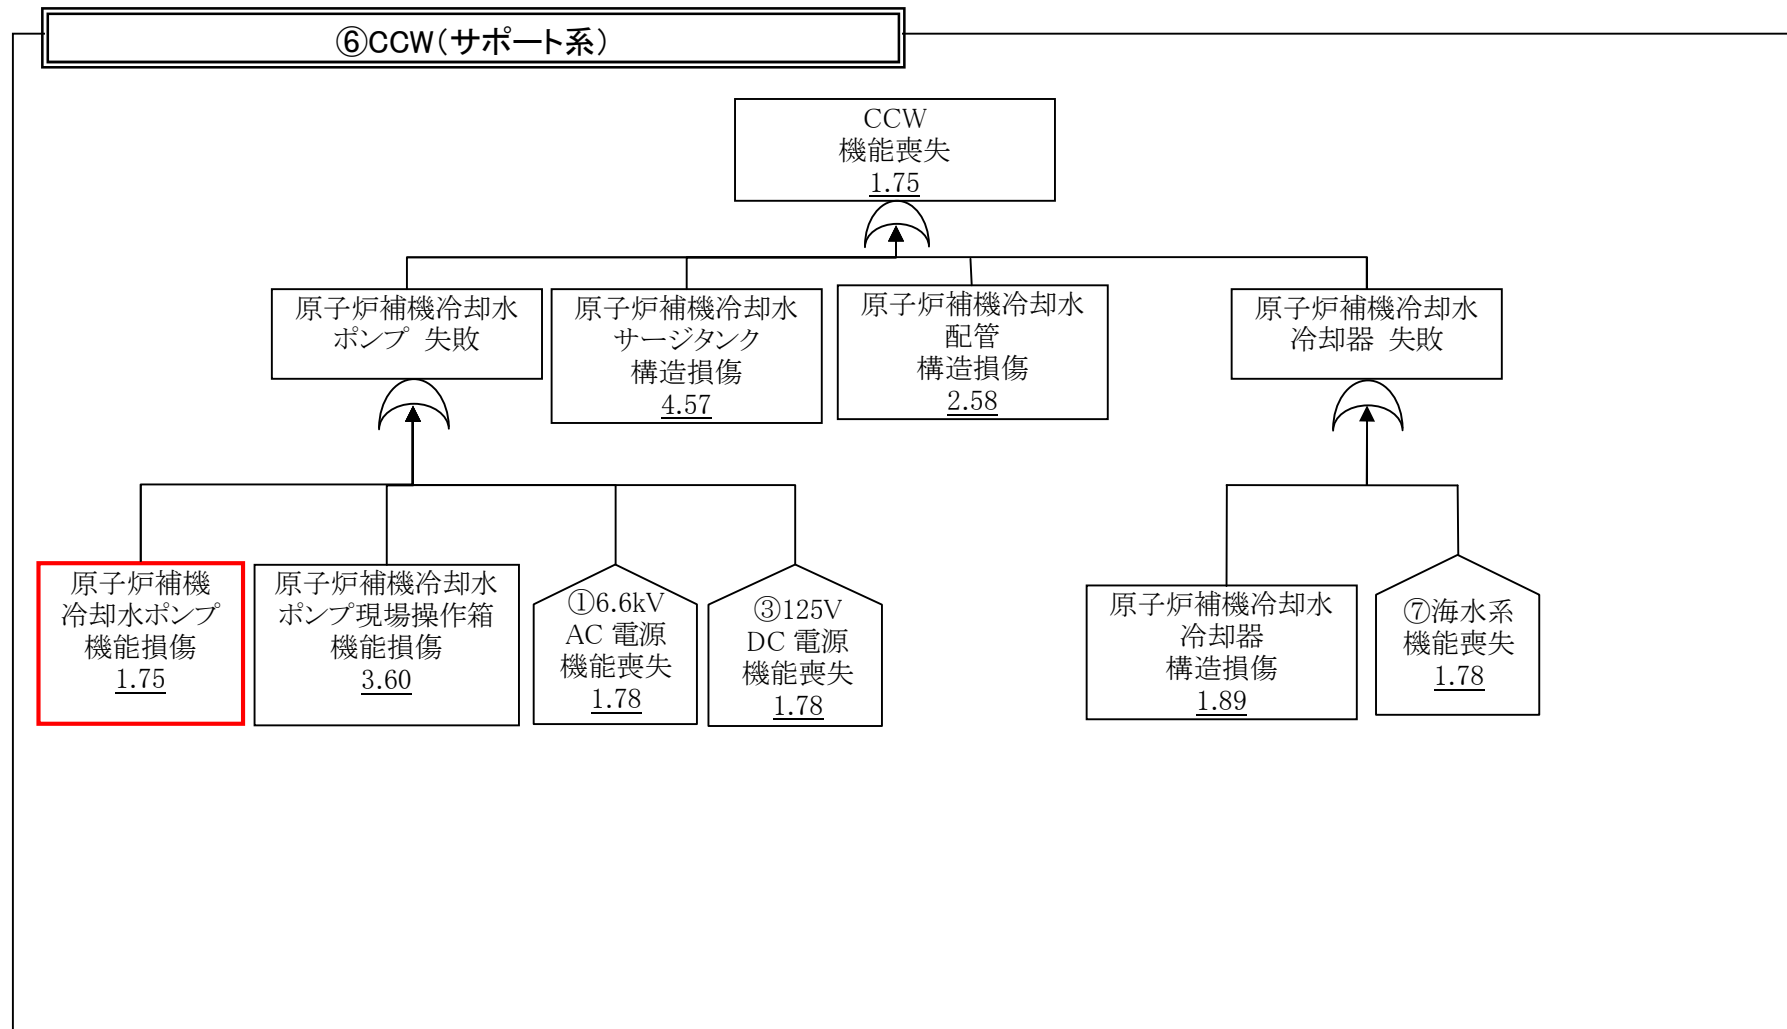 ⑥CCW(サポート系)
CCW
機能喪失
1.75
原子炉補機冷却水
ポンプ 失敗
原子炉補機冷却水
サージタンク
構造損傷
4.57
原子炉補機冷却水
配管
構造損傷
2.58
原子炉補機冷却水
冷却器 失敗
原子炉補機
冷却水ポンプ
機能損傷
1.75
原子炉補機冷却水
ポンプ現場操作箱
機能損傷
3.60
①6.6kV
AC 電源
機能喪失
1.78
③125V
DC 電源
機能喪失
1.78
原子炉補機冷却水
冷却器
構造損傷
1.89
⑦海水系
機能喪失
1.78